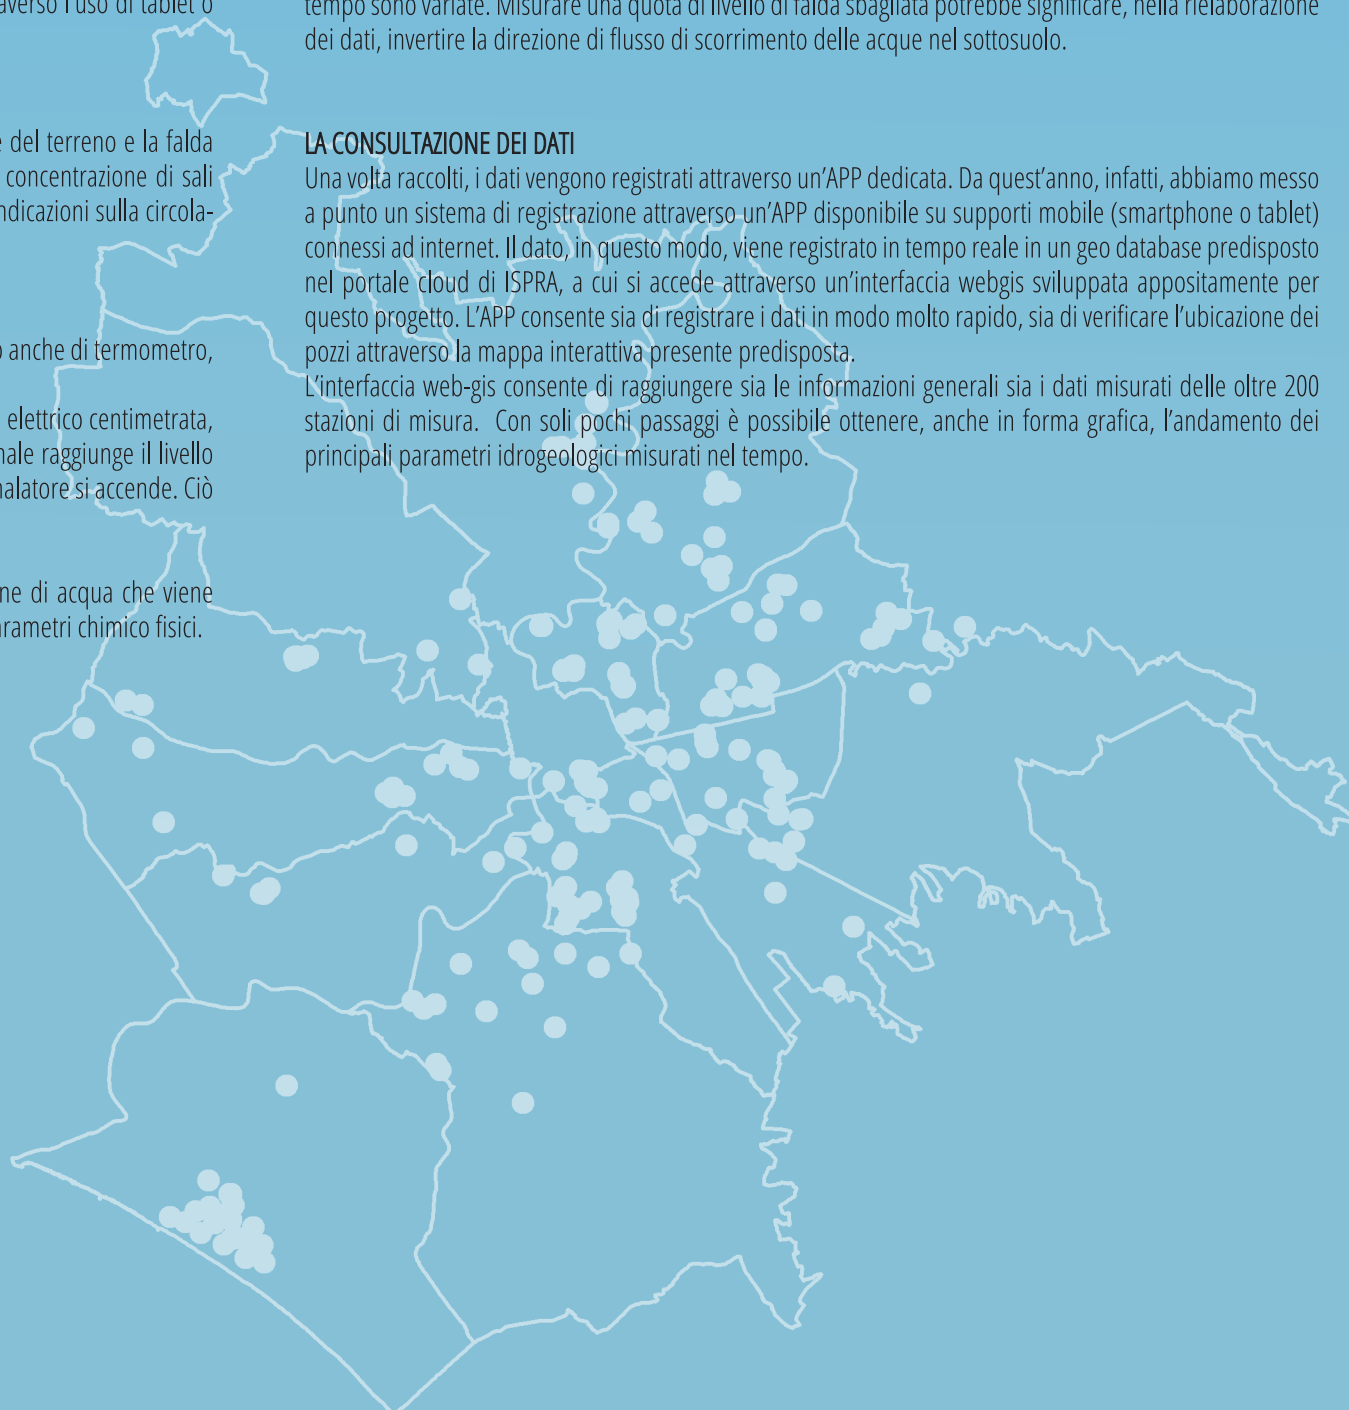 averso l'uso di tablet o
e del terreno e la falda
concentrazione di sali
ndicazioni sulla circola-
o anche di termometro,
elettrico centimetrata,
nale raggiunge il livello
nalatore si accende. Ciò
ne di acqua che viene
arametri chimico fisici.
tempo sono variate. Misurare una quota di livello di falda sbagliata potrebbe significare, nella rielaborazione
dei dati, invertire la direzione di flusso di scorrimento delle acque nel sottosuolo.
LA CONSULTAZIONE DEI DATI
Una volta raccolti, i dati vengono registrati attraverso un'APP dedicata. Da quest'anno, infatti, abbiamo messo
a punto un sistema di registrazione attraverso un'APP disponibile su supporti mobile (smartphone o tablet)
connessi ad internet. Il dato, in questo modo, viene registrato in tempo reale in un geo database predisposto
nel portale cloud di ISPRA, a cui si accede attraverso un'interfaccia webgis sviluppata appositamente per
questo progetto. L'APP consente sia di registrare i dati in modo molto rapido, sia di verificare l'ubicazione dei
pozzi attraverso la mappa interattiva presente predisposta.
L'interfaccia web-gis consente di raggiungere sia le informazioni generali sia i dati misurati delle oltre 200
stazioni di misura. Con soli pochi passaggi è possibile ottenere, anche in forma grafica, l'andamento dei
principali parametri idrogeologici misurati nel tempo.